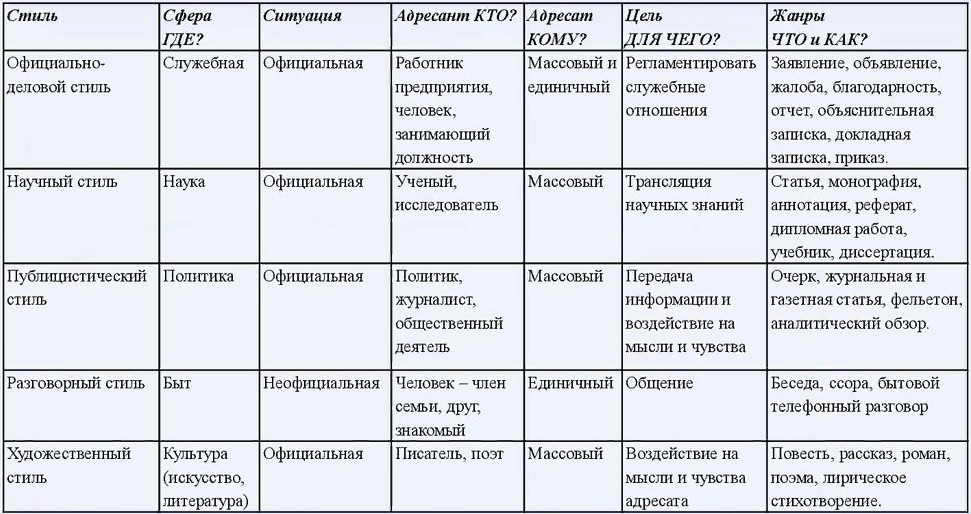 Стиль
Сфера
ГДЕ?
Ситуация
Адресант КТО?
Адресат
КОМУ?
Цель
ДЛЯ ЧЕГО?
Жанры
ЧТО и КАК?
Официально-
деловой стиль
Служебная
Официальная
Работник
предприятия,
человек,
занимающий
должность
Массовый и
единичный
Регламентировать
служебные
отношения
Заявление, объявление,
жалоба, благодарность,
отчет, объяснительная
записка, докладная
записка, приказ.
Научный стиль
Наука
Официальная
Ученый,
исследователь
Массовый
Трансляция
научных знаний
Статья, монография,
аннотация, реферат,
дипломная работа,
учебник, диссертация.
Публицистический
стиль
Политика
Официальная
Политик,
журналист,
общественный
деятель
Массовый
Передача
информации и
воздействие на
мысли и чувства
Очерк, журнальная и
газетная статья, фельетон,
аналитический обзор.
Разговорный стиль
Быт
Неофициальная
Человек – член
семьи, друг,
знакомый
Единичный
Общение
Беседа, ссора, бытовой
телефонный разговор
Художественный
стиль
Культура
(искусство,
литература)
Официальная
Писатель, поэт
Массовый
Воздействие на
мысли и чувства
адресата
Повесть, рассказ, роман,
поэма, лирическое
стихотворение.